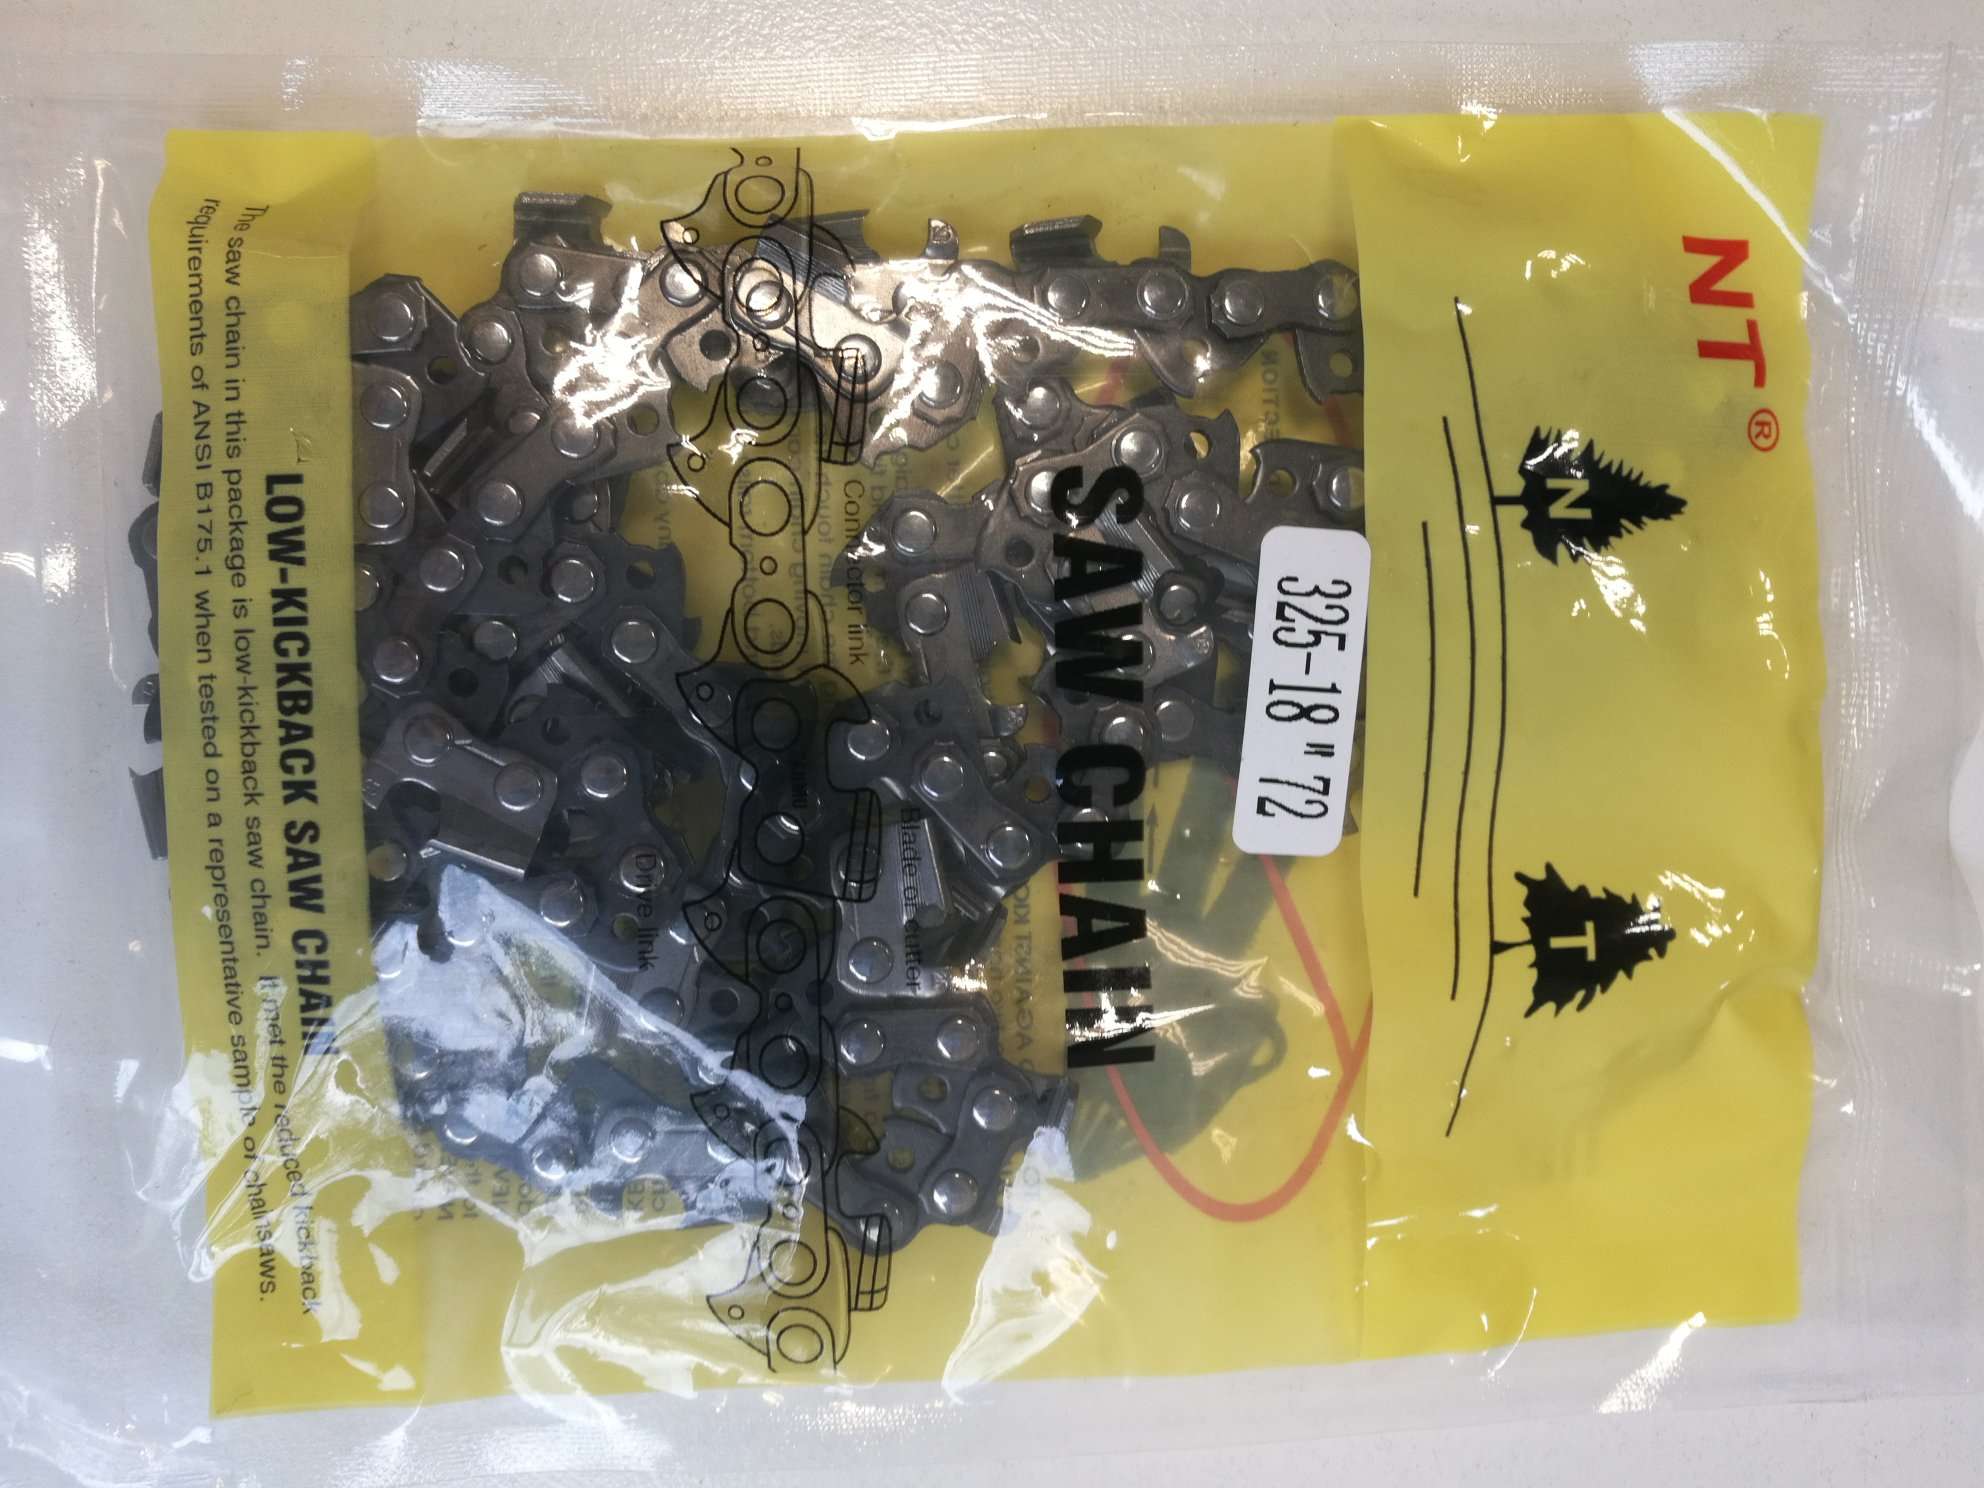 NT®
N
T
325-18"72
SAW CHAIN
Connector link
Blade or cutter
Drive link
LOW-KICKBACK SAW CHAIN
The saw chain in this package is low-kickback saw chain. It met the reduced kickback
requirements of ANSI B175.1 when tested on a representative sample of chainsaws.